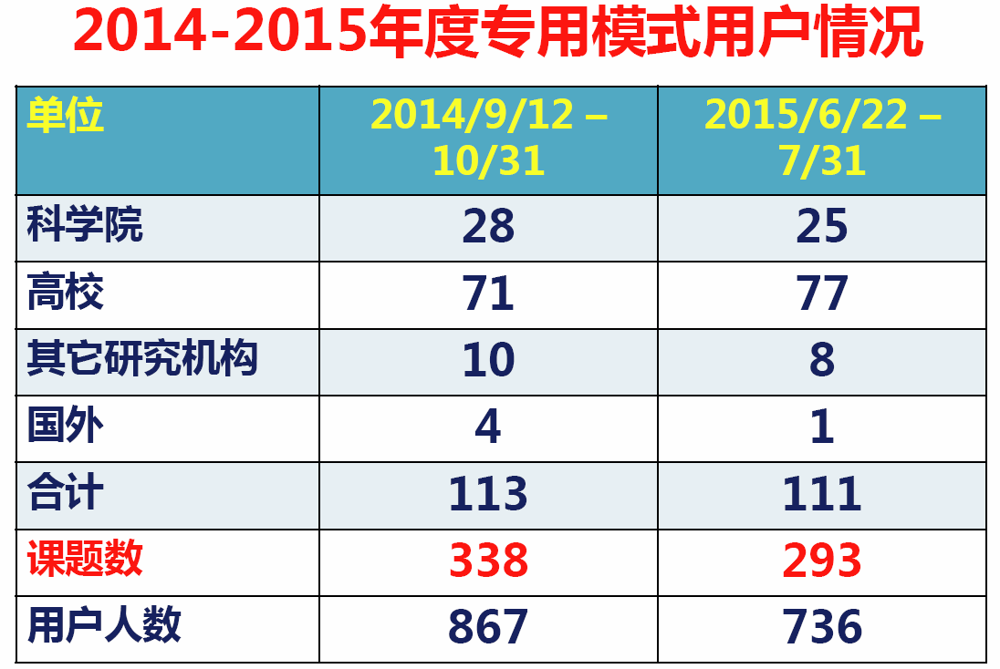 2014-2015年度专用模式用户情况
单位 2014/9/12 – 2015/6/22 –
10/31 7/31
科学院 28 25
高校 71 77
其它研究机构 10 8
国外 4 1
合计 113 111
课题数 338 293
用户人数 867 736